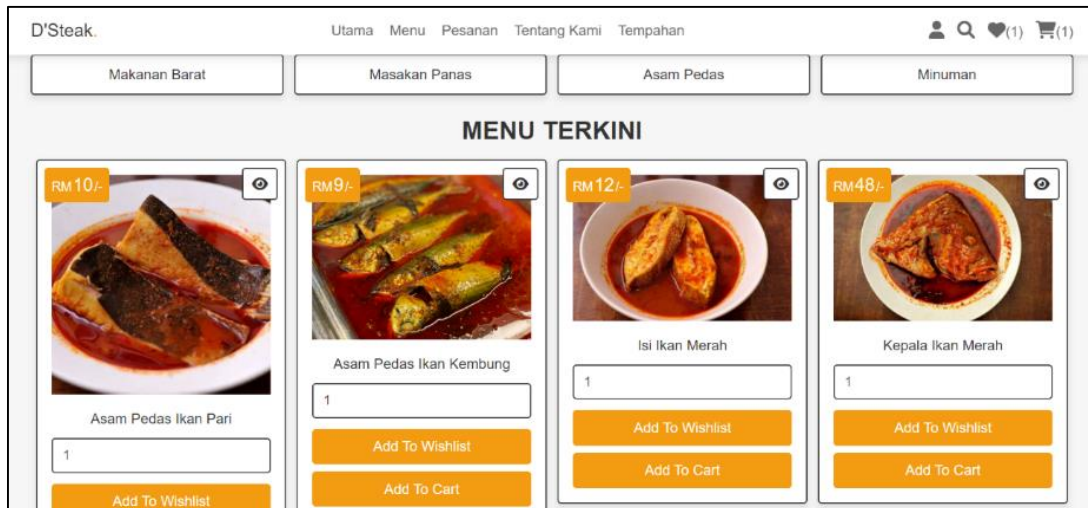 D'Steak.
Utama Menu Pesanan Tentang Kami Tempahan
(1) (1)
Makanan Barat
Masakan Panas
Asam Pedas
Minuman
MENU TERKINI
RM10/-
Asam Pedas Ikan Pari
1
Add To Wishlist
RM9/-
Asam Pedas Ikan Kembung
1
Add To Wishlist
Add To Cart
RM12/-
Isi Ikan Merah
1
Add To Wishlist
Add To Cart
RM48/-
Kepala Ikan Merah
1
Add To Wishlist
Add To Cart